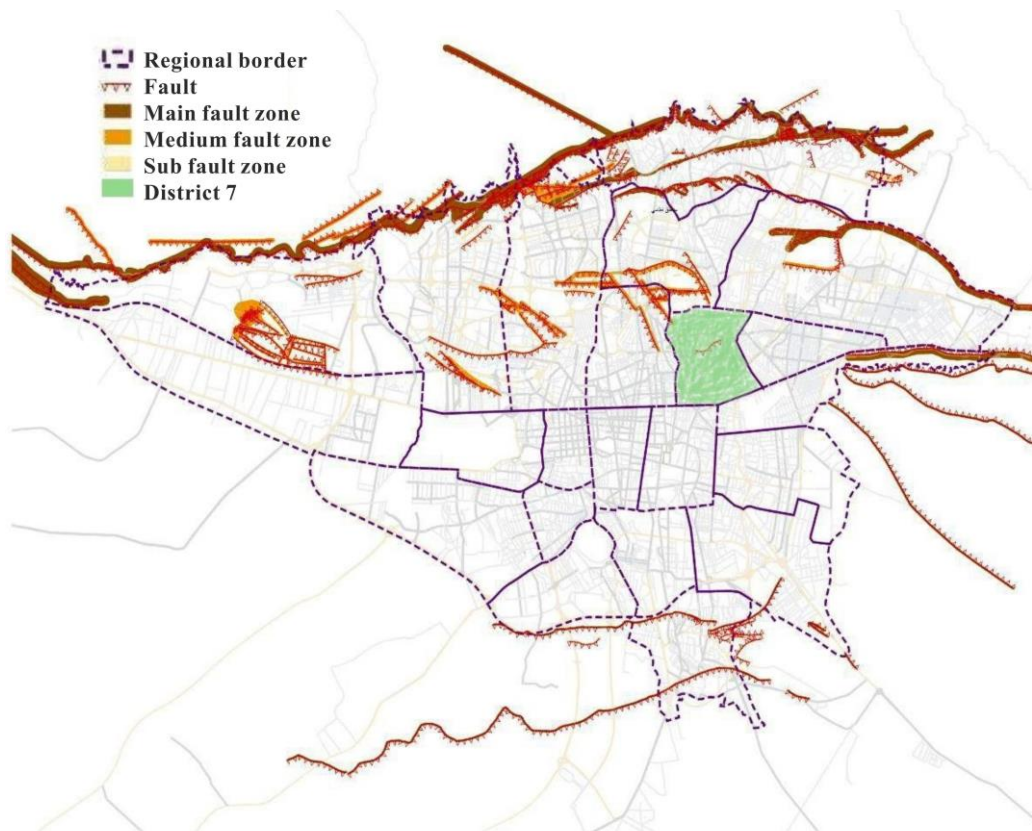 Regional border
Fault
Main fault zone
Medium fault zone
Sub fault zone
District 7